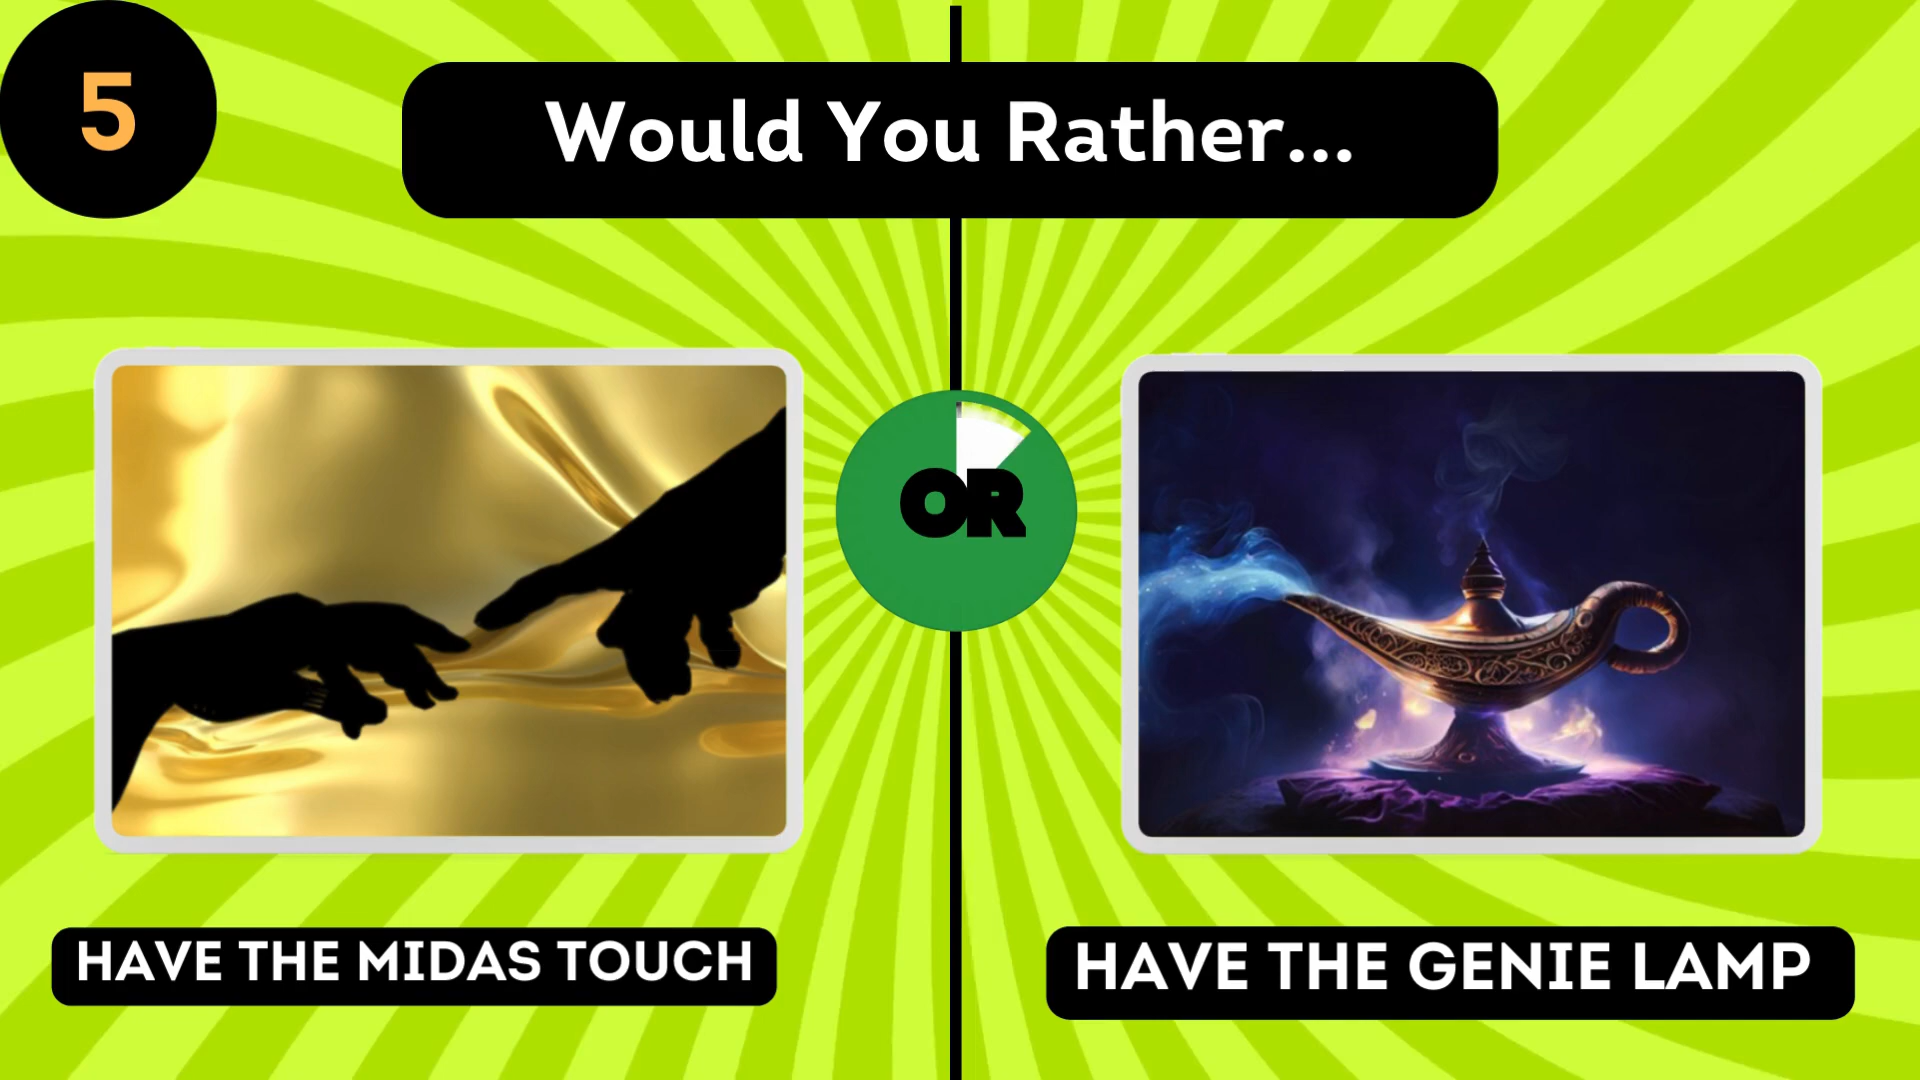 5
Would You Rather...
OR
HAVE THE MIDAS TOUCH
HAVE THE GENIE LAMP